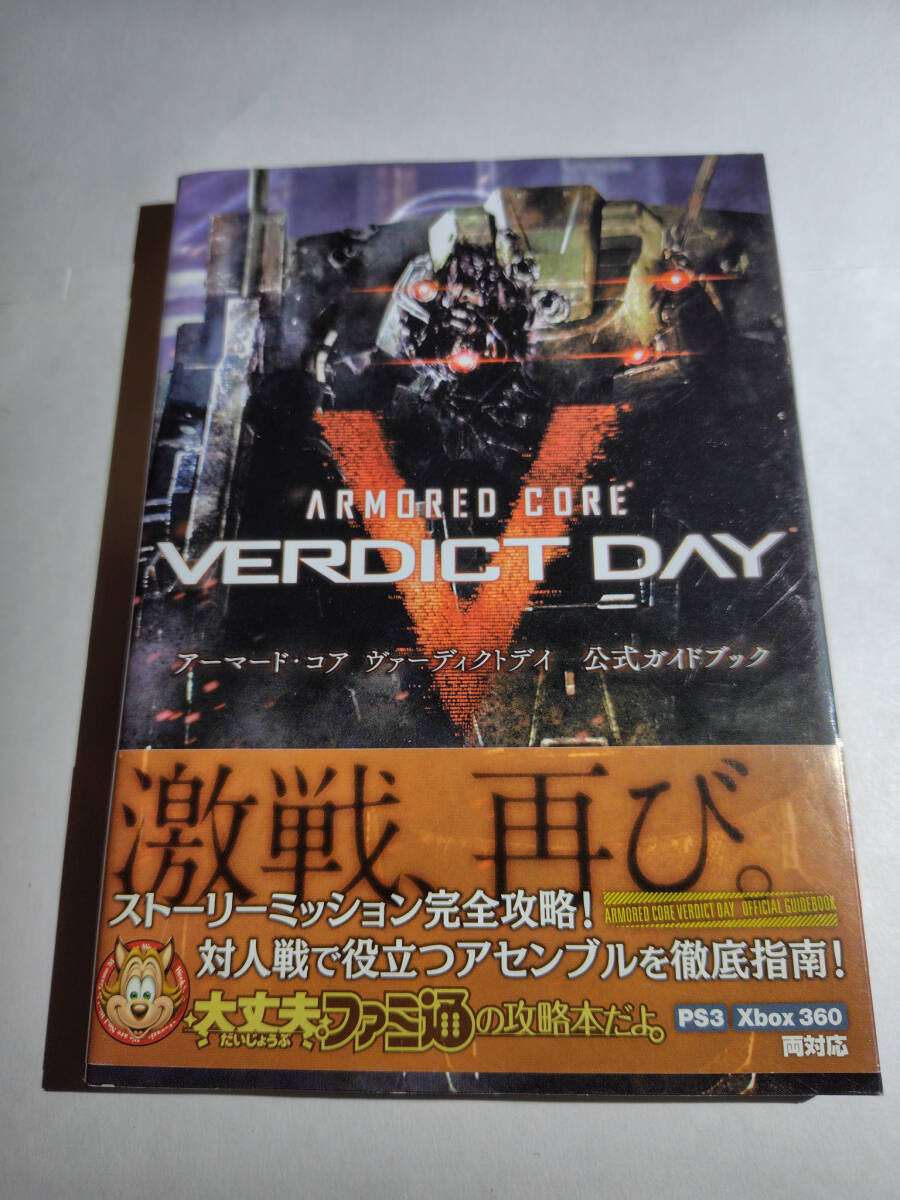 ARMORED CORE
VERDICT DAY
アーマード・コア ヴァーディクトデイ 公式ガイドブック
激戦、再び。
ストーリーミッション完全攻略!
ARMORED CORE VERDICT DAY OFFICIAL GUIDEBOOK
対人戦で役立つアセンブルを徹底指南!
大丈夫。ファミ通の攻略本だよ。
だいじょうぶ
PS3 Xbox 360
両対応